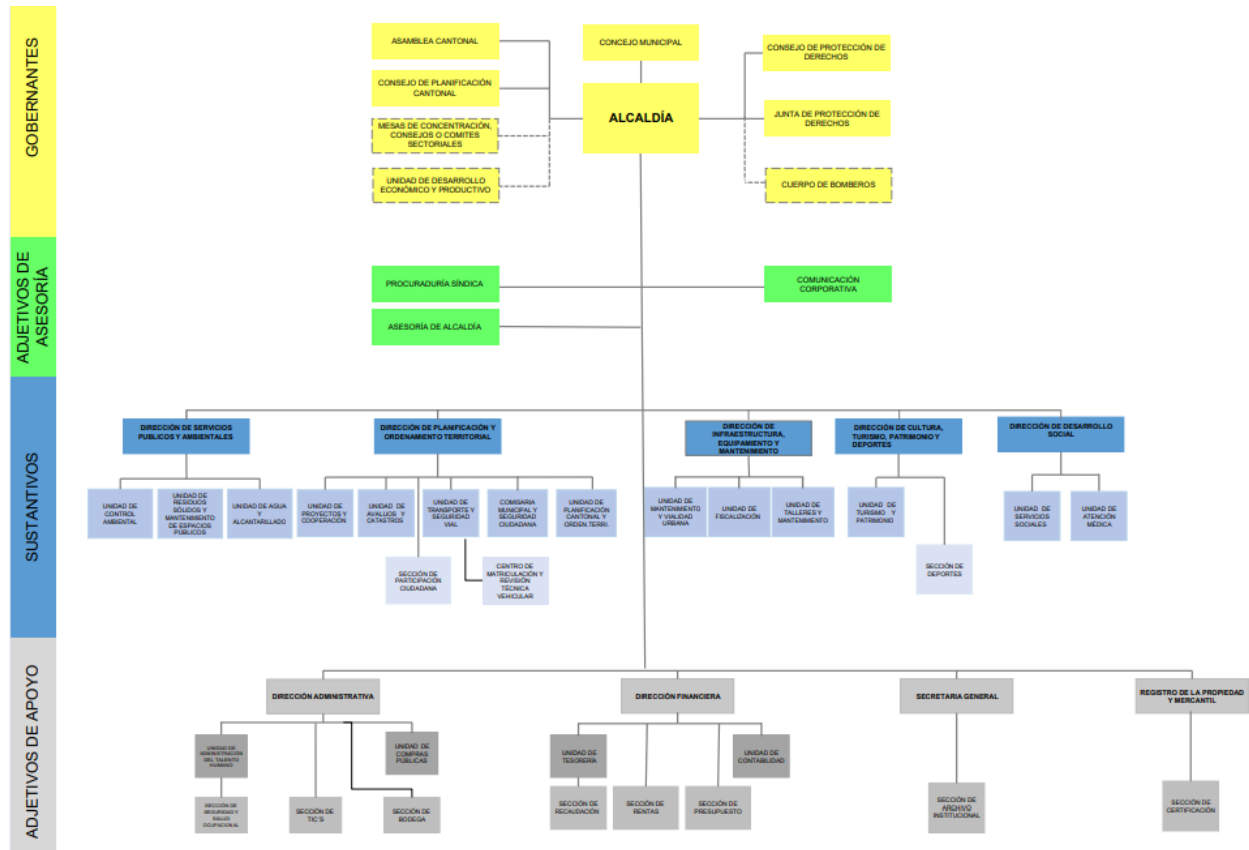 GOBERNANTES
ASAMBLEA CANTONAL
CONCEJO MUNICIPAL
CONSEJO DE PROTECCIÓN DE
DERECHOS
CONSEJO DE PLANIFICACIÓN
CANTONAL
ALCALDÍA
JUNTA DE PROTECCIÓN DE
DERECHOS
MESAS DE CONCENTRACIÓN,
CONSEJOS O COMITES
SECTORIALES
UNIDAD DE DESARROLLO
ECONÓMICO Y PRODUCTIVO
CUERPO DE BOMBEROS
ADJETIVOS DE
ASESORÍA
PROCURADURÍA SÍNDICA
COMUNICACIÓN
CORPORATIVA
ASESORÍA DE ALCALDÍA
SUSTANTIVOS
DIRECCIÓN DE SERVICIOS
PUBLICOS Y AMBIENTALES
DIRECCIÓN DE PLANIFICACIÓN Y
ORDENAMIENTO TERRITORIAL
DIRECCIÓN DE
INFRAESTRUCTURA,
EQUIPAMIENTO Y
MANTENIMIENTO
DIRECCIÓN DE CULTURA,
TURISMO, PATRIMONIO Y
DEPORTES
DIRECCIÓN DE DESARROLLO
SOCIAL
UNIDAD DE
CONTROL
AMBIENTAL
UNIDAD DE
RESIDUOS
SÓLIDOS Y
MANTENIMIENTO
DE ESPACIOS
PÚBLICOS
UNIDAD DE AGUA Y
ALCANTARILLADO
UNIDAD DE
PROYECTOS Y
COOPERACIÓN
UNIDAD DE
AVALUOS Y
CATASTROS
UNIDAD DE
TRANSPORTE Y
SEGURIDAD
VIAL
COMISARIA
MUNICIPAL Y
SEGURIDAD
CIUDADANA
UNIDAD DE
PLANIFICACIÓN
CANTONAL Y
ORDEN.TERRI.
UNIDAD DE
MANTENIMIENTO
Y VIALIDAD
URBANA
UNIDAD DE
FISCALIZACIÓN
UNIDAD DE
TALLERES Y
MANTENIMIENTO
UNIDAD DE
TURISMO Y
PATRIMONIO
UNIDAD DE
SERVICIOS
SOCIALES
UNIDAD DE
ATENCIÓN
MÉDICA
SECCIÓN DE
PARTICIPACIÓN
CIUDADANA
CENTRO DE
MATRICULACIÓN Y
REVISIÓN
TÉCNICA
VEHICULAR
SECCIÓN DE
DEPORTES
ADJETIVOS DE APOYO
DIRECCIÓN ADMINISTRATIVA
DIRECCIÓN FINANCIERA
SECRETARIA GENERAL
REGISTRO DE LA PROPIEDAD
Y MERCANTIL
UNIDAD DE
ADMINISTRACIÓN
DEL TALENTO
HUMANO
UNIDAD DE
COMPRAS
PÚBLICAS
UNIDAD DE
TESORERÍA
UNIDAD DE
CONTABILIDAD
SECCIÓN DE
SEGURIDAD Y
SALUD
OCUPACIONAL
SECCIÓN DE
TIC'S
SECCIÓN DE
BODEGA
SECCIÓN DE
RECAUDACIÓN
SECCIÓN DE
RENTAS
SECCIÓN DE
PRESUPUESTO
SECCIÓN DE
ARCHIVO
INSTITUCIONAL
SECCIÓN DE
CERTIFICACIÓN